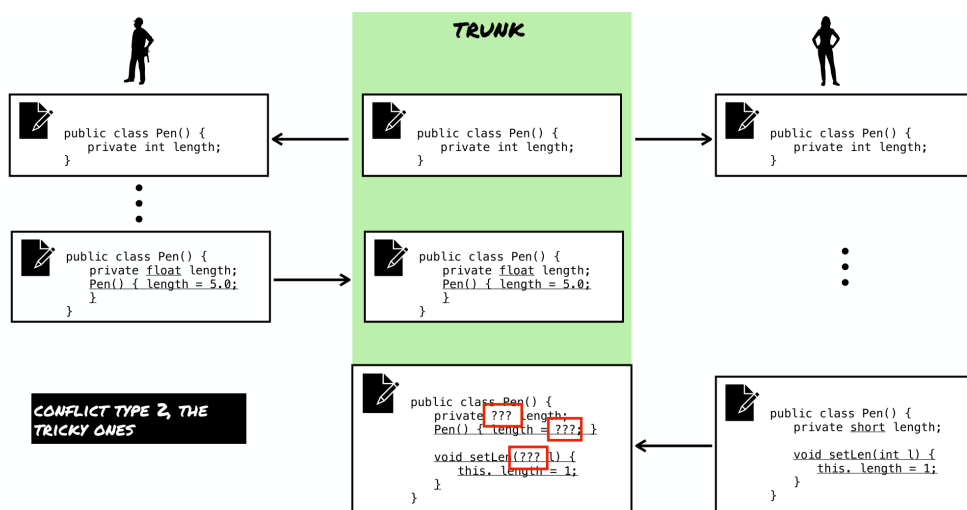 TRUNK
public class Pen() {
private int length;
}
public class Pen() {
private int length;
}
public class Pen() {
private int length;
}
public class Pen() {
private float length;
Pen() { length = 5.0;
}
}
public class Pen() {
private float length;
Pen() { length = 5.0;
}
}
CONFLICT TYPE 2, THE
TRICKY ONES
public class Pen() {
private ??? length;
Pen() { length = ???; }
void setLen(??? l) {
this. length = 1;
}
}
public class Pen() {
private short length;
void setLen(int l) {
this. length = 1;
}
}